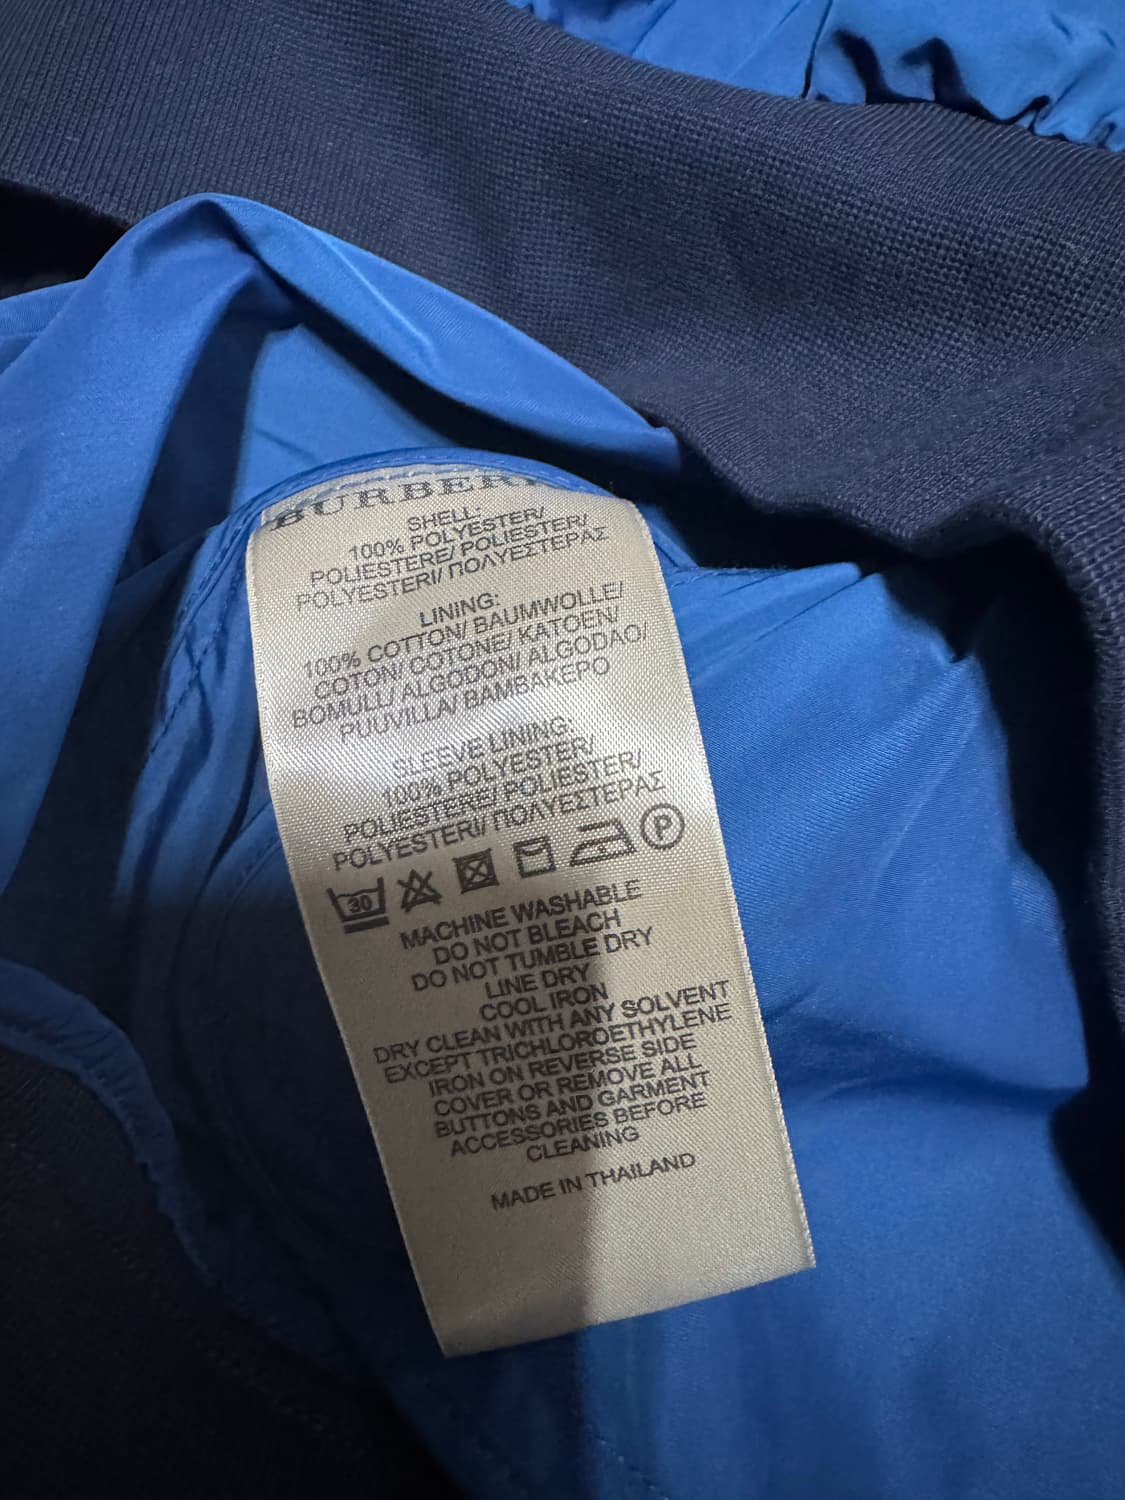 BURBERRY
SHELL:
100% POLYESTER/
POLIESTERE/ POLIESTER/
POLYESTERI/ ΠΟΛΥΕΣΤΕΡΑΣ
LINING:
100% COTTON/ BAUMWOLLE/
COTON/ COTONE/ KATOEN/
BOMULL/ ALGODON/ ALGODAO/
PUUVILLA/ BAMBAKEPO
SLEEVE LINING:
100% POLYESTER/
POLIESTERE/ POLIESTER/
POLYESTERI/ ΠΟΛΥΕΣΤΕΡΑΣ
30 P
MACHINE WASHABLE
DO NOT BLEACH
DO NOT TUMBLE DRY
LINE DRY
COOL IRON
DRY CLEAN WITH ANY SOLVENT
EXCEPT TRICHLOROETHYLENE
IRON ON REVERSE SIDE
COVER OR REMOVE ALL
BUTTONS AND GARMENT
ACCESSORIES BEFORE
CLEANING
MADE IN THAILAND